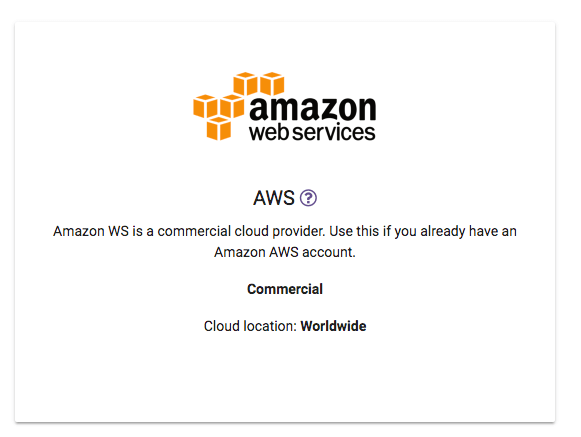 amazon
web services
AWS ?
Amazon WS is a commercial cloud provider. Use this if you already have an
Amazon AWS account.
Commercial
Cloud location: Worldwide